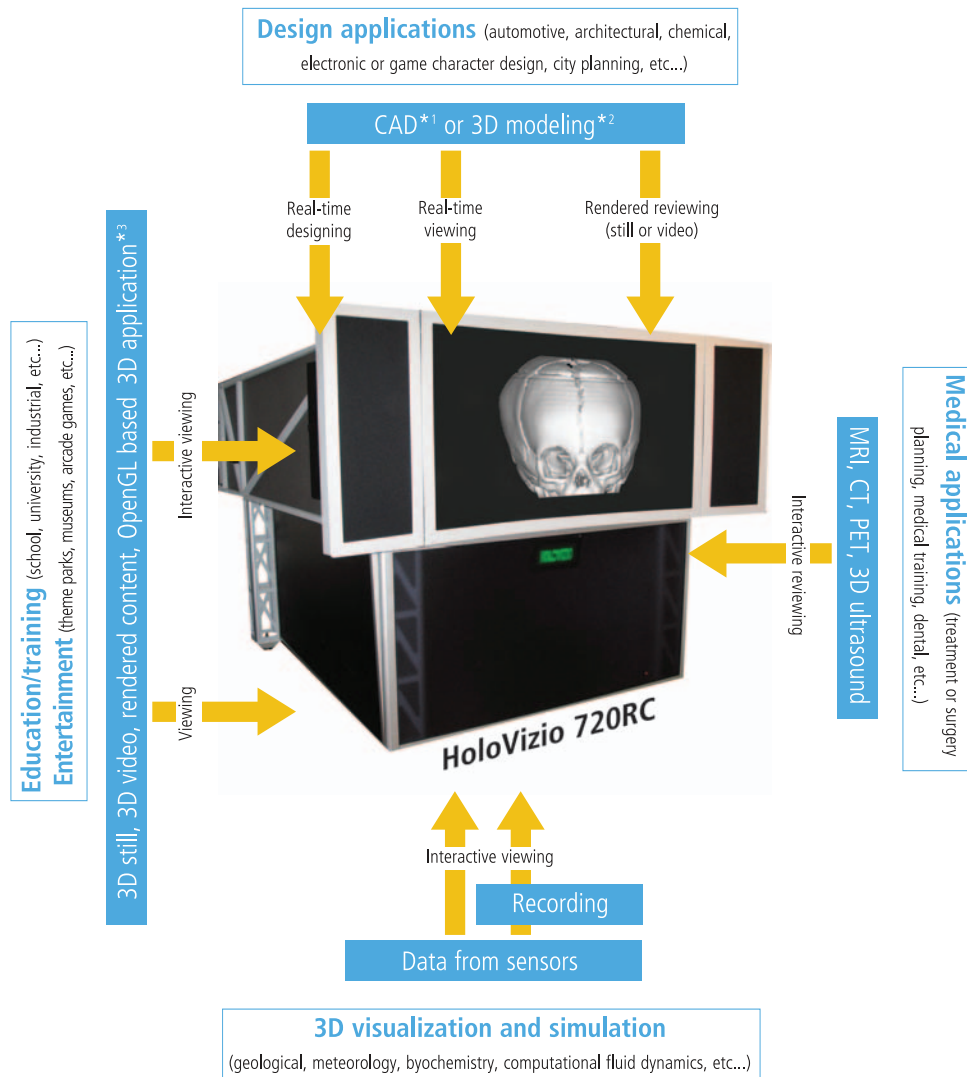 Design applications (automotive, architectural, chemical,
electronic or game character design, city planning, etc...)
CAD*1 or 3D modeling*2
Real-time
designing
Real-time
viewing
Rendered reviewing
(still or video)
Education/training (school, university, industrial, etc...)
Entertainment (theme parks, museums, arcade games, etc...)
3D still, 3D video, rendered content, OpenGL based 3D application*3
Interactive viewing
Viewing
Medical applications (treatment or surgery
planning, medical training, dental, etc...)
MRI, CT, PET, 3D ultrasound
Interactive reviewing
HoloVizio 720RC
Interactive viewing
Recording
Data from sensors
3D visualization and simulation
(geological, meteorology, byochemistry, computational fluid dynamics, etc...)